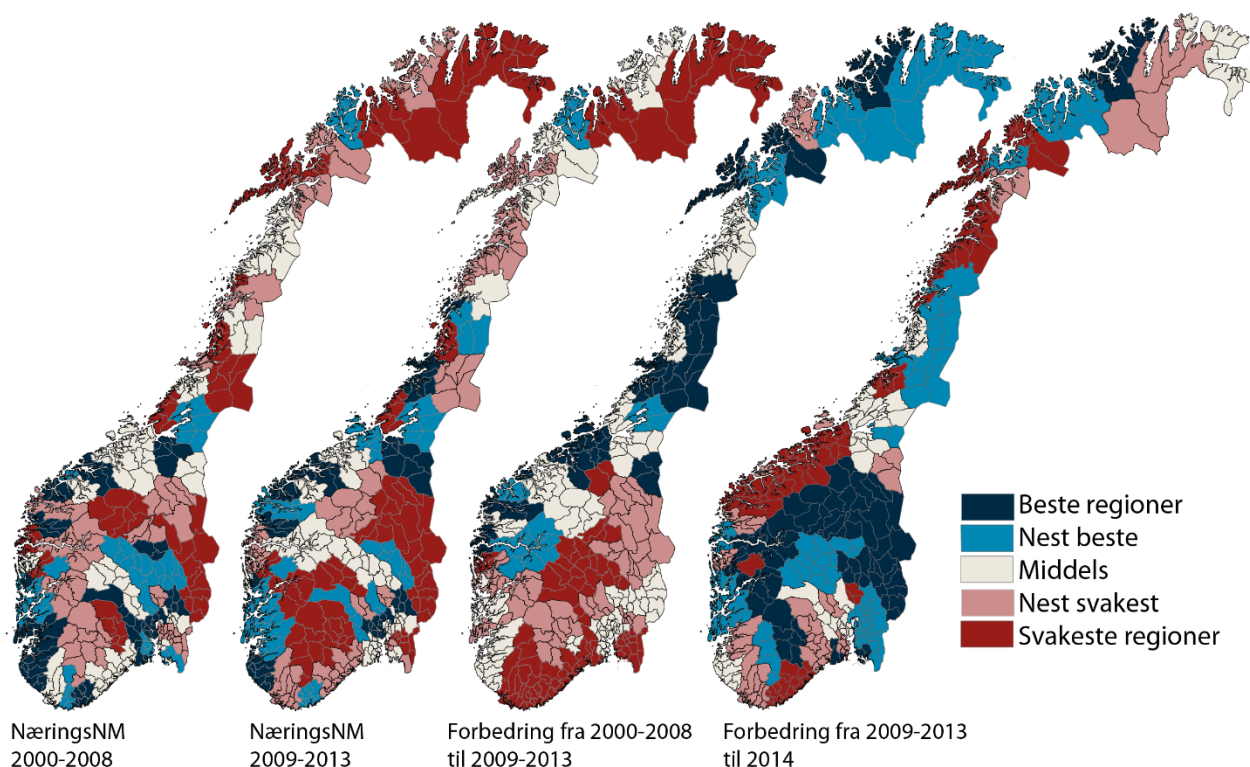 Beste regioner
Nest beste
Middels
Nest svakest
Svakeste regioner
NæringsNM
2000-2008
NæringsNM
2009-2013
Forbedring fra 2000-2008
til 2009-2013
Forbedring fra 2009-2013
til 2014